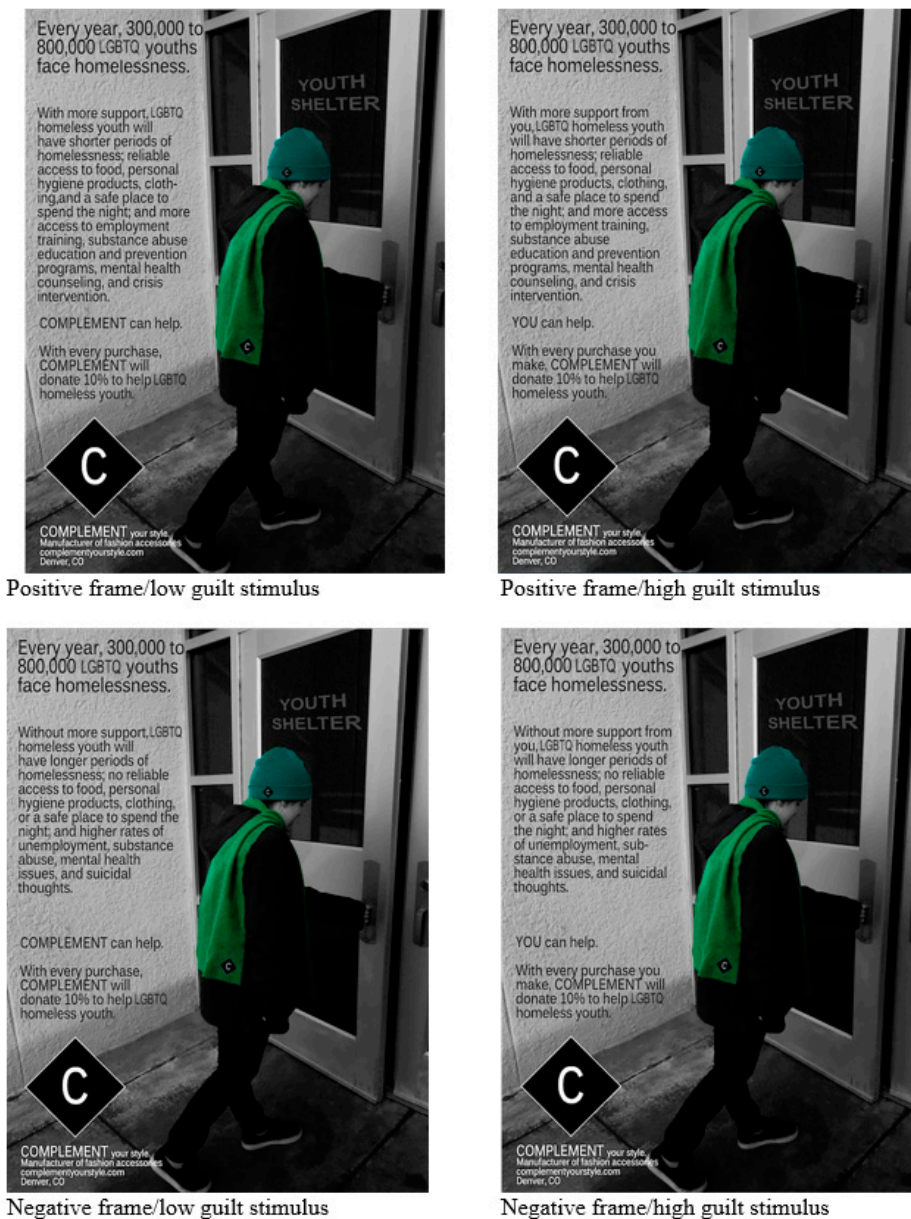 Every year, 300,000 to
800,000 LGBTQ youths
face homelessness.
With more support, LGBTQ
homeless youth will
have shorter periods of
homelessness; reliable
access to food, personal
hygiene products, cloth-
ing,and a safe place to
spend the night; and more
access to employment
training, substance abuse
education and prevention
programs, mental health
counseling, and crisis
intervention.
COMPLEMENT can help.
With every purchase,
COMPLEMENT will
donate 10% to help LGBTQ
homeless youth.
YOUTH
SHELTER
C
C
C
COMPLEMENT your style.
Manufacturer of fashion accessories
complementyourstyle.com
Denver, CO
Positive frame/low guilt stimulus
Every year, 300,000 to
800,000 LGBTQ youths
face homelessness.
With more support from
you, LGBTQ homeless youth
will have shorter periods of
homelessness; reliable
access to food, personal
hygiene products, clothing,
and a safe place to spend
the night; and more access
to employment training,
substance abuse
education and prevention
programs, mental health
counseling, and crisis
intervention.
YOU can help.
With every purchase you
make, COMPLEMENT will
donate 10% to help LGBTQ
homeless youth.
YOUTH
SHELTER
C
C
C
COMPLEMENT your style.
Manufacturer of fashion accessories
complementyourstyle.com
Denver, CO
Positive frame/high guilt stimulus
Every year, 300,000 to
800,000 LGBTQ youths
face homelessness.
Without more support, LGBTQ
homeless youth will
have longer periods of
homelessness; no reliable
access to food, personal
hygiene products, clothing,
or a safe place to spend the
night; and higher rates of
unemployment, substance
abuse, mental health
issues, and suicidal
thoughts.
COMPLEMENT can help.
With every purchase,
COMPLEMENT will
donate 10% to help LGBTQ
homeless youth.
YOUTH
SHELTER
C
C
C
COMPLEMENT your style.
Manufacturer of fashion accessories
complementyourstyle.com
Denver, CO
Negative frame/low guilt stimulus
Every year, 300,000 to
800,000 LGBTQ youths
face homelessness.
Without more support from
you, LGBTQ homeless youth
will have longer periods of
homelessness; no reliable
access to food, personal
hygiene products, clothing,
or a safe place to spend
the night; and higher rates
of unemployment, sub-
stance abuse, mental
health issues, and suicidal
thoughts.
YOU can help.
With every purchase you
make, COMPLEMENT will
donate 10% to help LGBTQ
homeless youth.
YOUTH
SHELTER
C
C
C
COMPLEMENT your style.
Manufacturer of fashion accessories
complementyourstyle.com
Denver, CO
Negative frame/high guilt stimulus